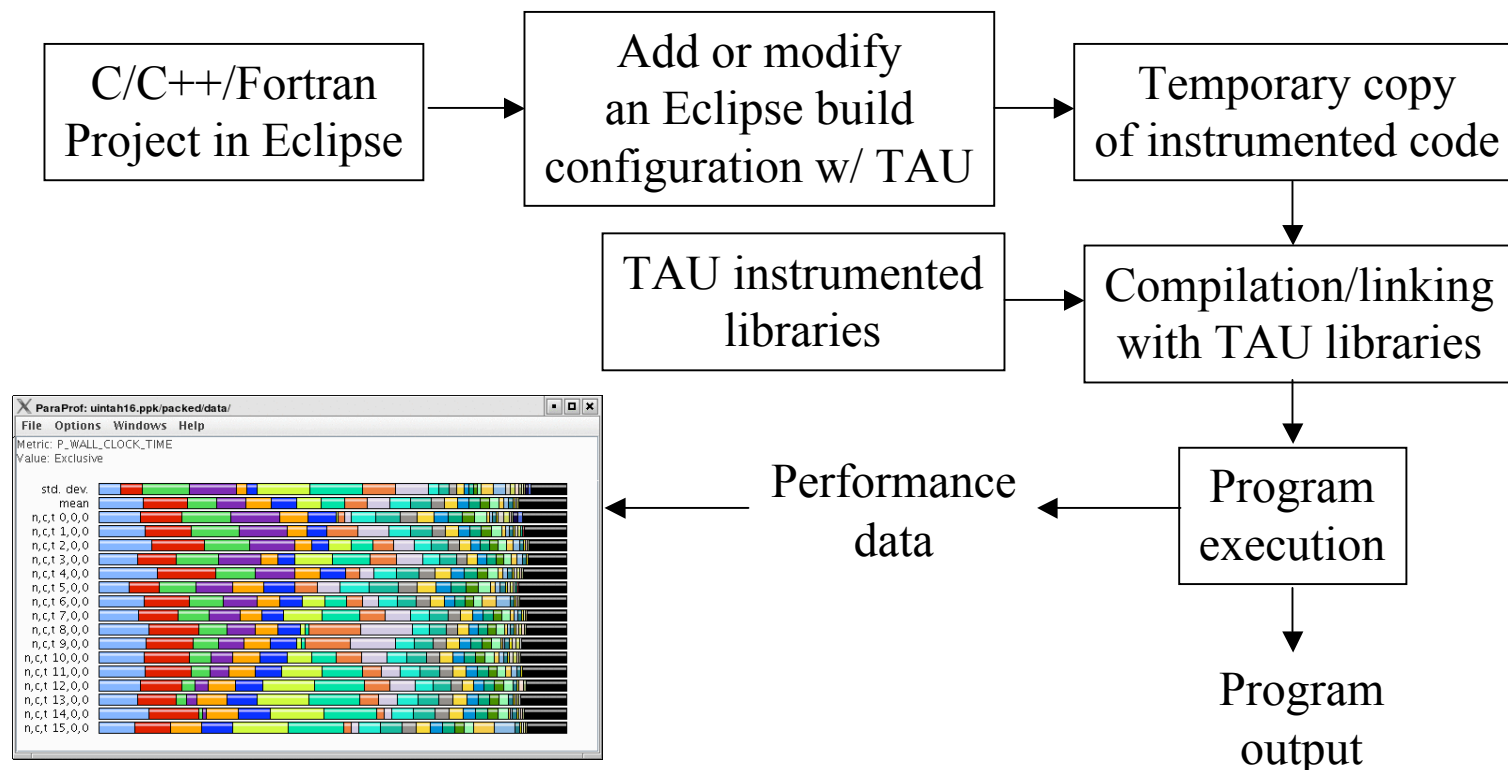 C/C++/Fortran
Project in Eclipse
Add or modify
an Eclipse build
configuration w/ TAU
Temporary copy
of instrumented code
TAU instrumented
libraries
Compilation/linking
with TAU libraries
Program
execution
Performance
data
Program
output
ParaProf: uintah16.ppk/packed/data/
File Options Windows Help
Metric: P_WALL_CLOCK_TIME
Value: Exclusive
std. dev.
mean
n,c,t 0,0,0
n,c,t 1,0,0
n,c,t 2,0,0
n,c,t 3,0,0
n,c,t 4,0,0
n,c,t 5,0,0
n,c,t 6,0,0
n,c,t 7,0,0
n,c,t 8,0,0
n,c,t 9,0,0
n,c,t 10,0,0
n,c,t 11,0,0
n,c,t 12,0,0
n,c,t 13,0,0
n,c,t 14,0,0
n,c,t 15,0,0